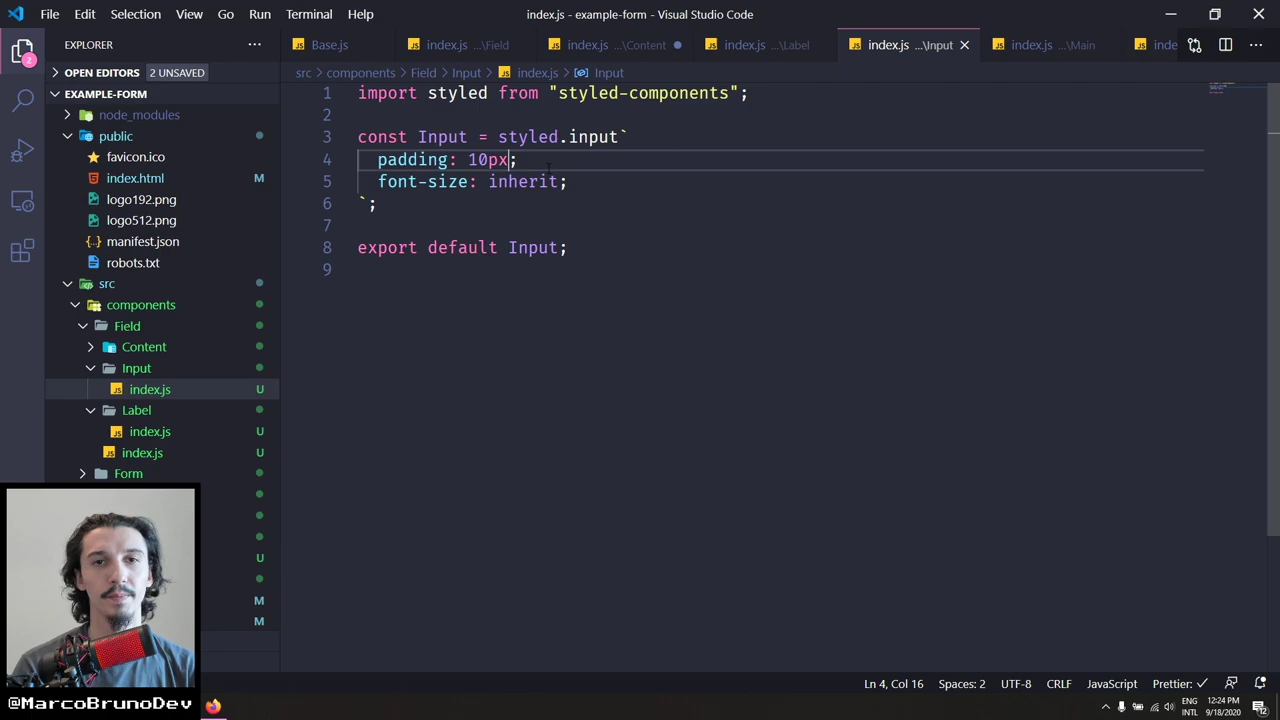 File Edit Selection View Go Run Terminal Help
index.js - example-form - Visual Studio Code
EXPLORER
Base.js
index.js ...\Field
index.js ...\Content
index.js ...\Label
index.js ...\Input
index.js ...\Main
inde
2
OPEN EDITORS 2 UNSAVED
src > components > Field > Input > index.js > Input
EXAMPLE-FORM
node_modules
public
favicon.ico
index.html M
logo192.png
logo512.png
manifest.json
robots.txt
src
components
Field
Content
Input
index.js U
Label
index.js U
index.js U
Form
U
M
M
1 import styled from "styled-components";
2
3 const Input = styled.input`
4 padding: 10px;
5 font-size: inherit;
6 `;
7
8 export default Input;
9
Ln 4, Col 16 Spaces: 2 UTF-8 CRLF JavaScript Prettier: ✓
@MarcoBrunoDev
ENG
INTL
12:24 PM
9/18/2020
12